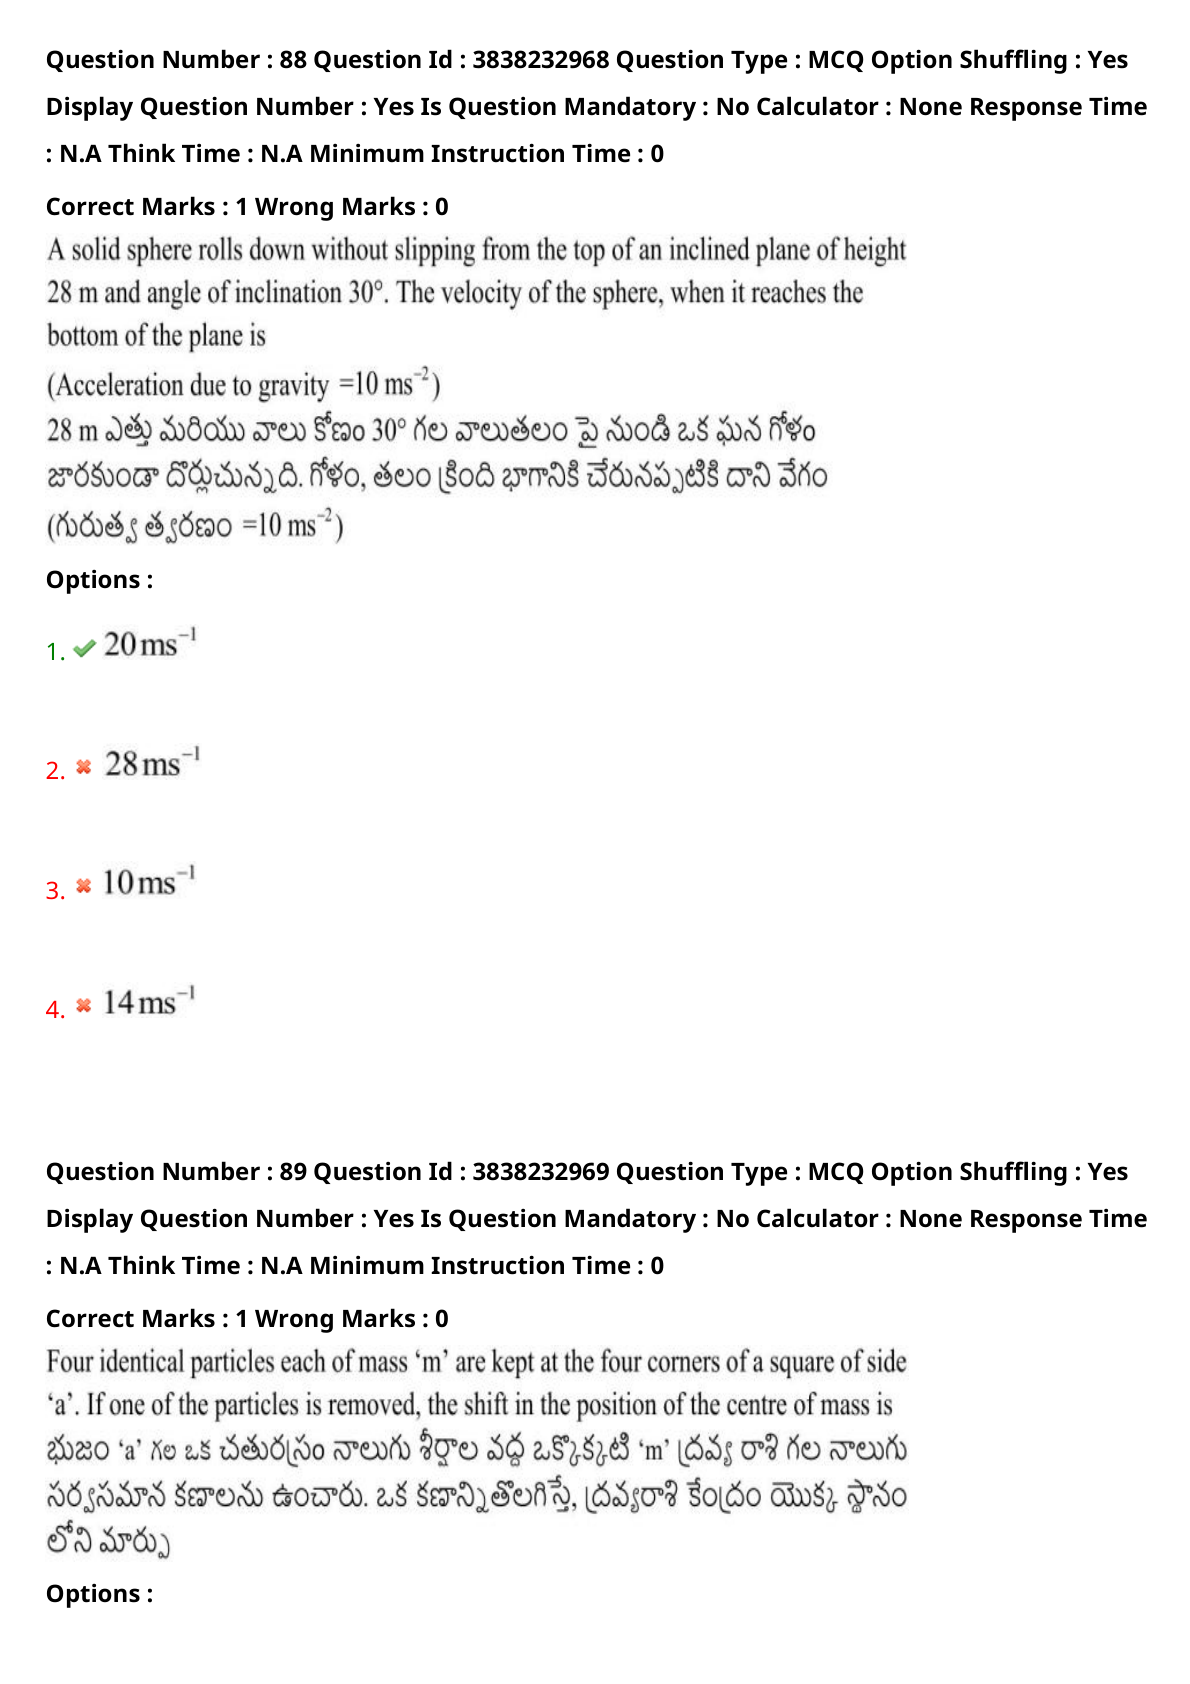 Question Number : 88 Question Id : 3838232968 Question Type : MCQ Option Shuffling : Yes
Display Question Number : Yes Is Question Mandatory : No Calculator : None Response Time
: N.A Think Time : N.A Minimum Instruction Time : 0
Correct Marks : 1 Wrong Marks : 0
A solid sphere rolls down without slipping from the top of an inclined plane of height
28 m and angle of inclination 30°. The velocity of the sphere, when it reaches the
bottom of the plane is
(Acceleration due to gravity =10 ms⁻²)
28 m ఎత్తు మరియు వాలు కోణం 30° గల వాలుతలం పై నుండి ఒక ఘన గోళం
జారకుండా దొర్లుచున్నది. గోళం, తలం క్రింది భాగానికి చేరునప్పటికి దాని వేగం
(గురుత్వ త్వరణం =10 ms⁻²)
Options :
1. 20 ms⁻¹
2. 28 ms⁻¹
3. 10 ms⁻¹
4. 14 ms⁻¹
Question Number : 89 Question Id : 3838232969 Question Type : MCQ Option Shuffling : Yes
Display Question Number : Yes Is Question Mandatory : No Calculator : None Response Time
: N.A Think Time : N.A Minimum Instruction Time : 0
Correct Marks : 1 Wrong Marks : 0
Four identical particles each of mass ‘m’ are kept at the four corners of a square of side
‘a’. If one of the particles is removed, the shift in the position of the centre of mass is
భుజం ‘a’ గల ఒక చతురస్రం నాలుగు శీర్షాల వద్ద ఒక్కొక్కటి ‘m’ ద్రవ్య రాశి గల నాలుగు
సర్వసమాన కణాలను ఉంచారు. ఒక కణాన్నితొలగిస్తే, ద్రవ్యరాశి కేంద్రం యొక్క స్థానం
లోని మార్పు
Options :